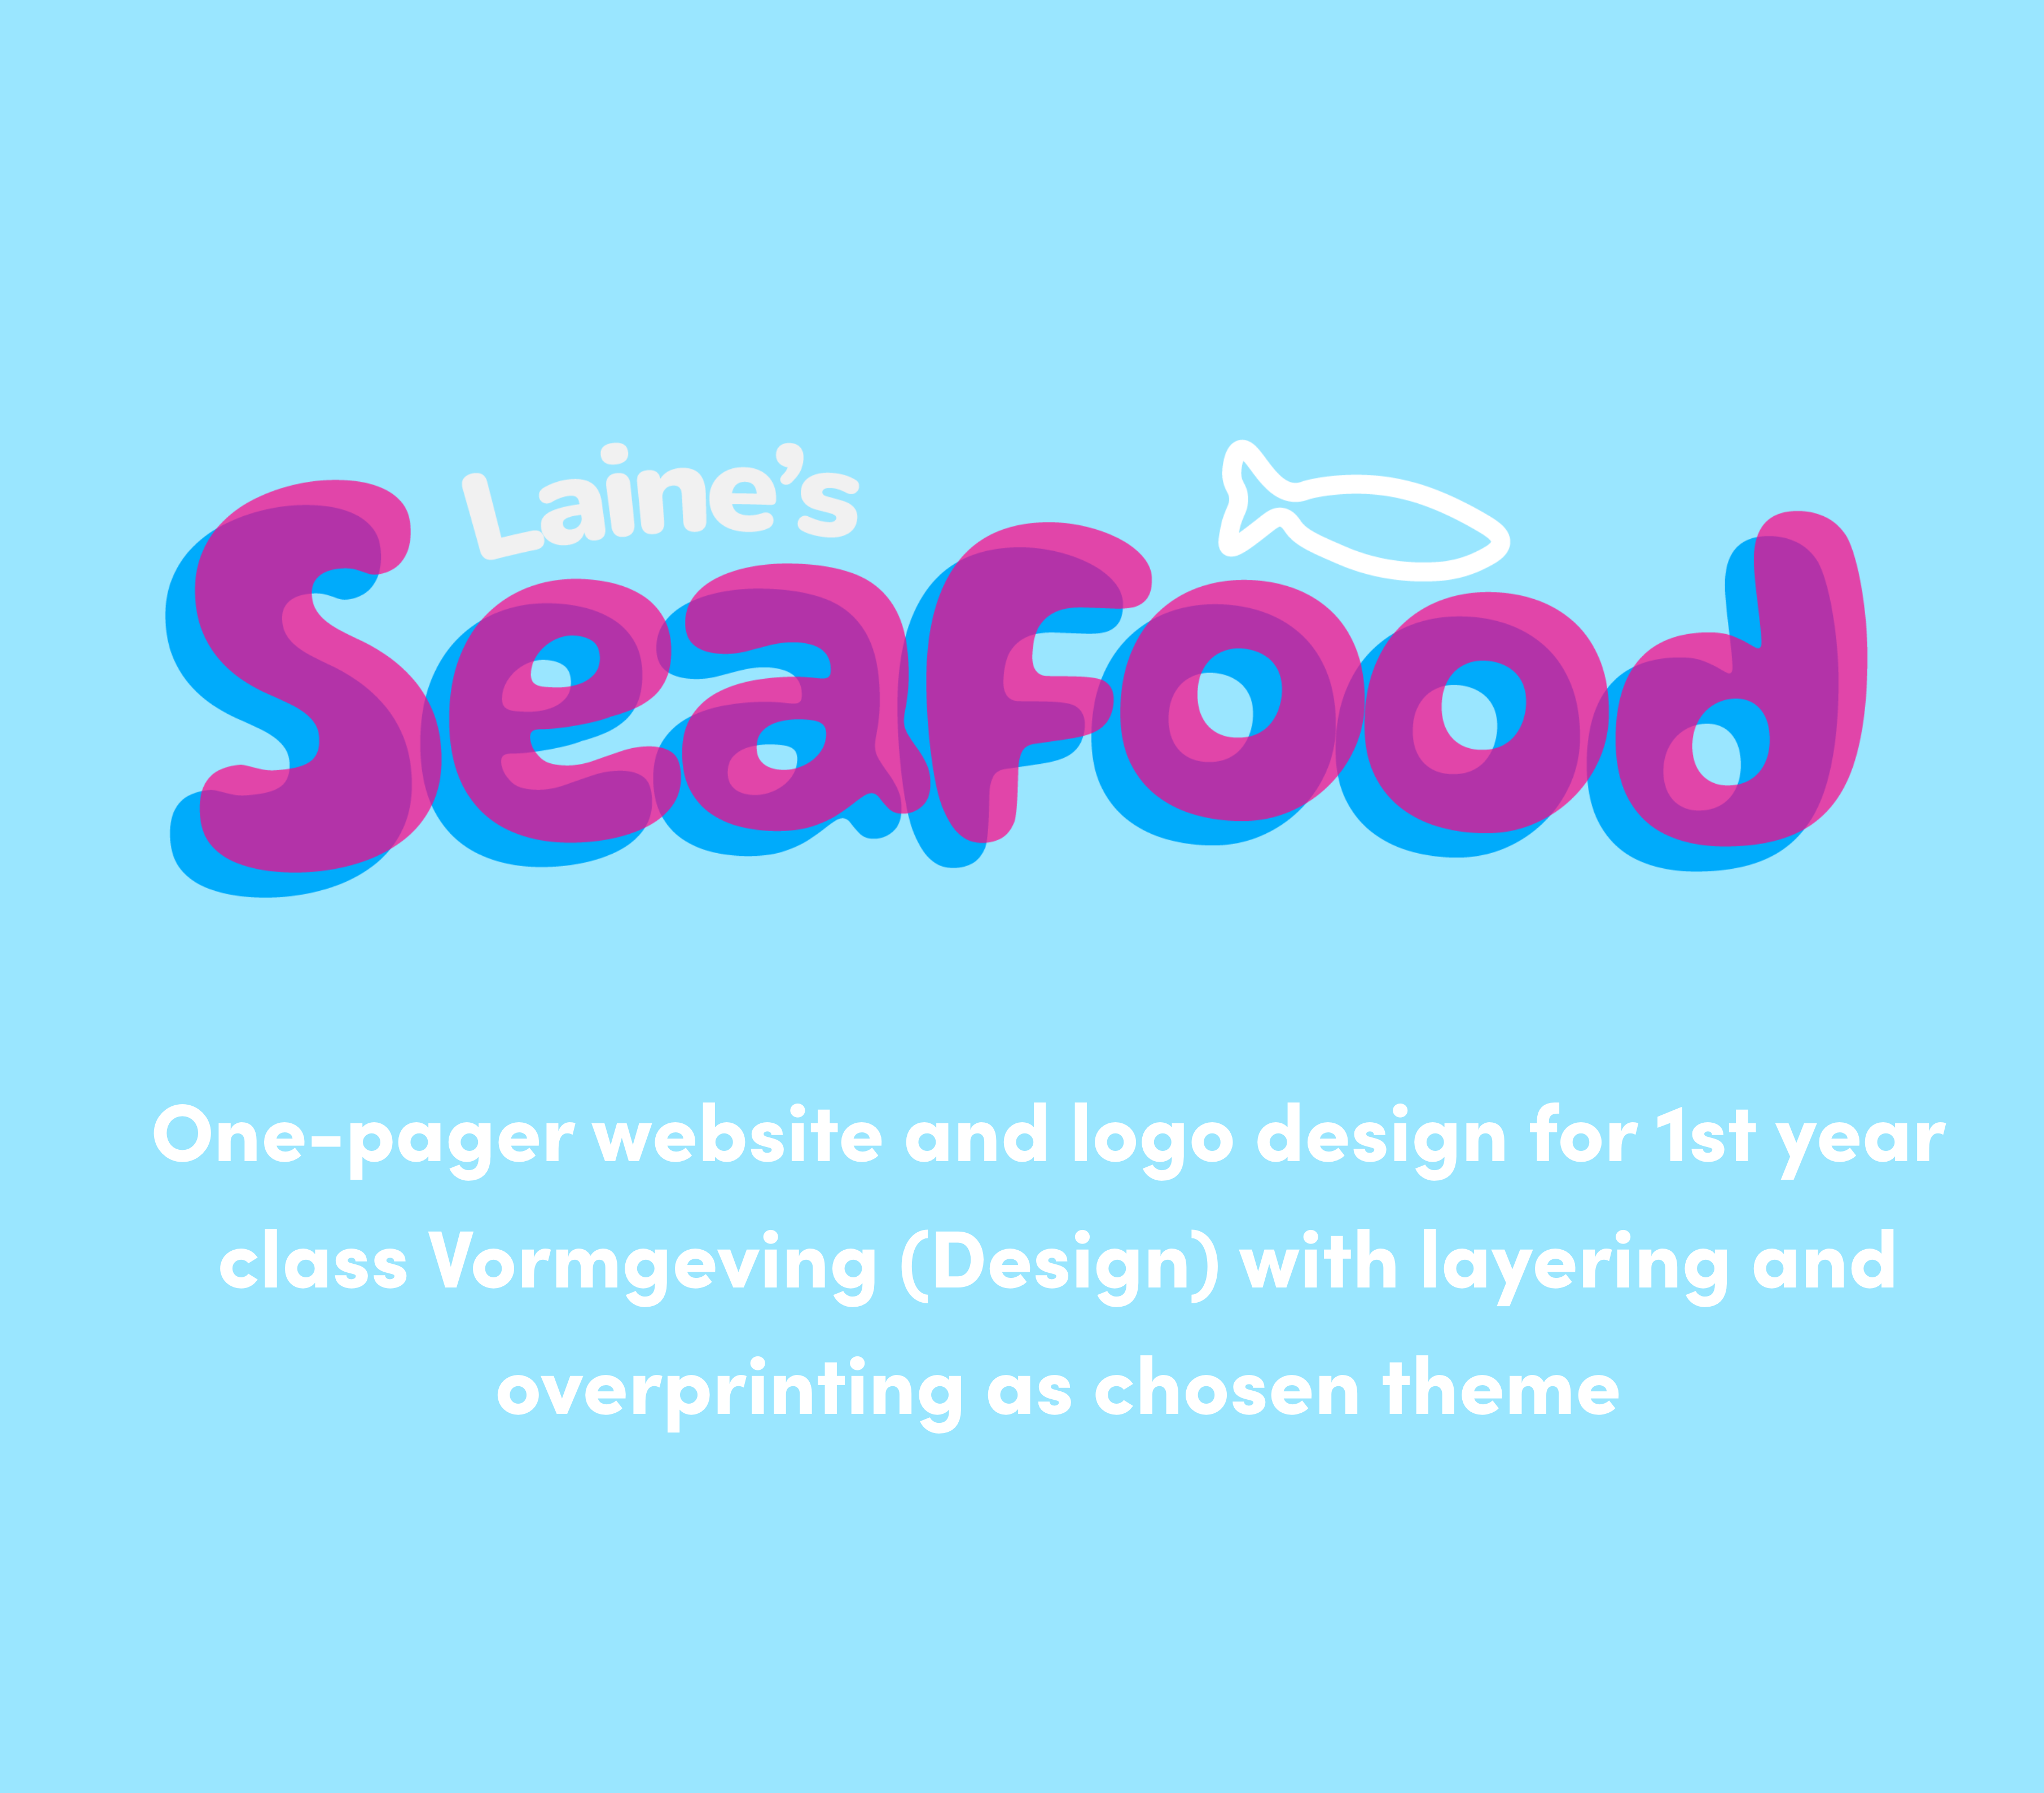 Laine's
Seafood
One-pager website and logo design for 1st year
class Vormgeving (Design) with layering and
overprinting as chosen theme